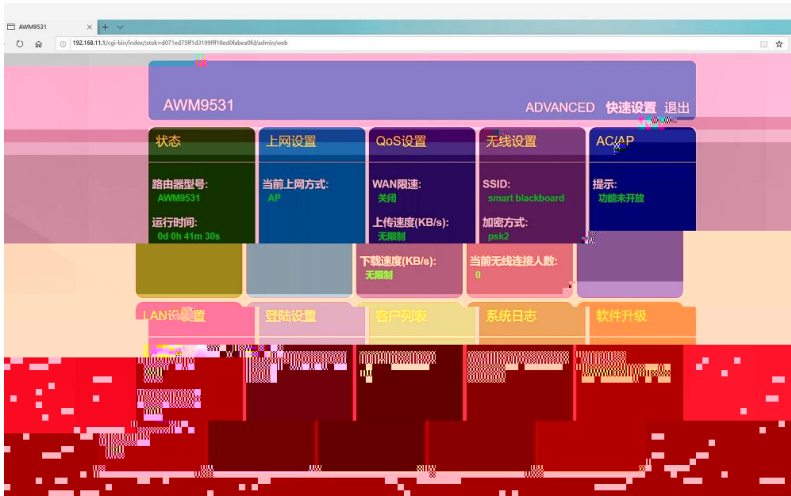 AWM9531
192.168.11.1/cgi-bin/index/
AWM9531
ADVANCED 快速设置 退出
状态
上网设置
QoS设置
无线设置
AC/AP
路由器型号:
AWM9531
运行时间:
0d 0h 41m 30s
当前上网方式:
AP
WAN限速:
关闭
上传速度(KB/s):
无限制
下载速度(KB/s):
无限制
SSID:
smart blackboard
加密方式:
psk2
当前无线连接人数:
0
提示:
功能未开放
登陆设置
客户列表
系统日志
软件升级